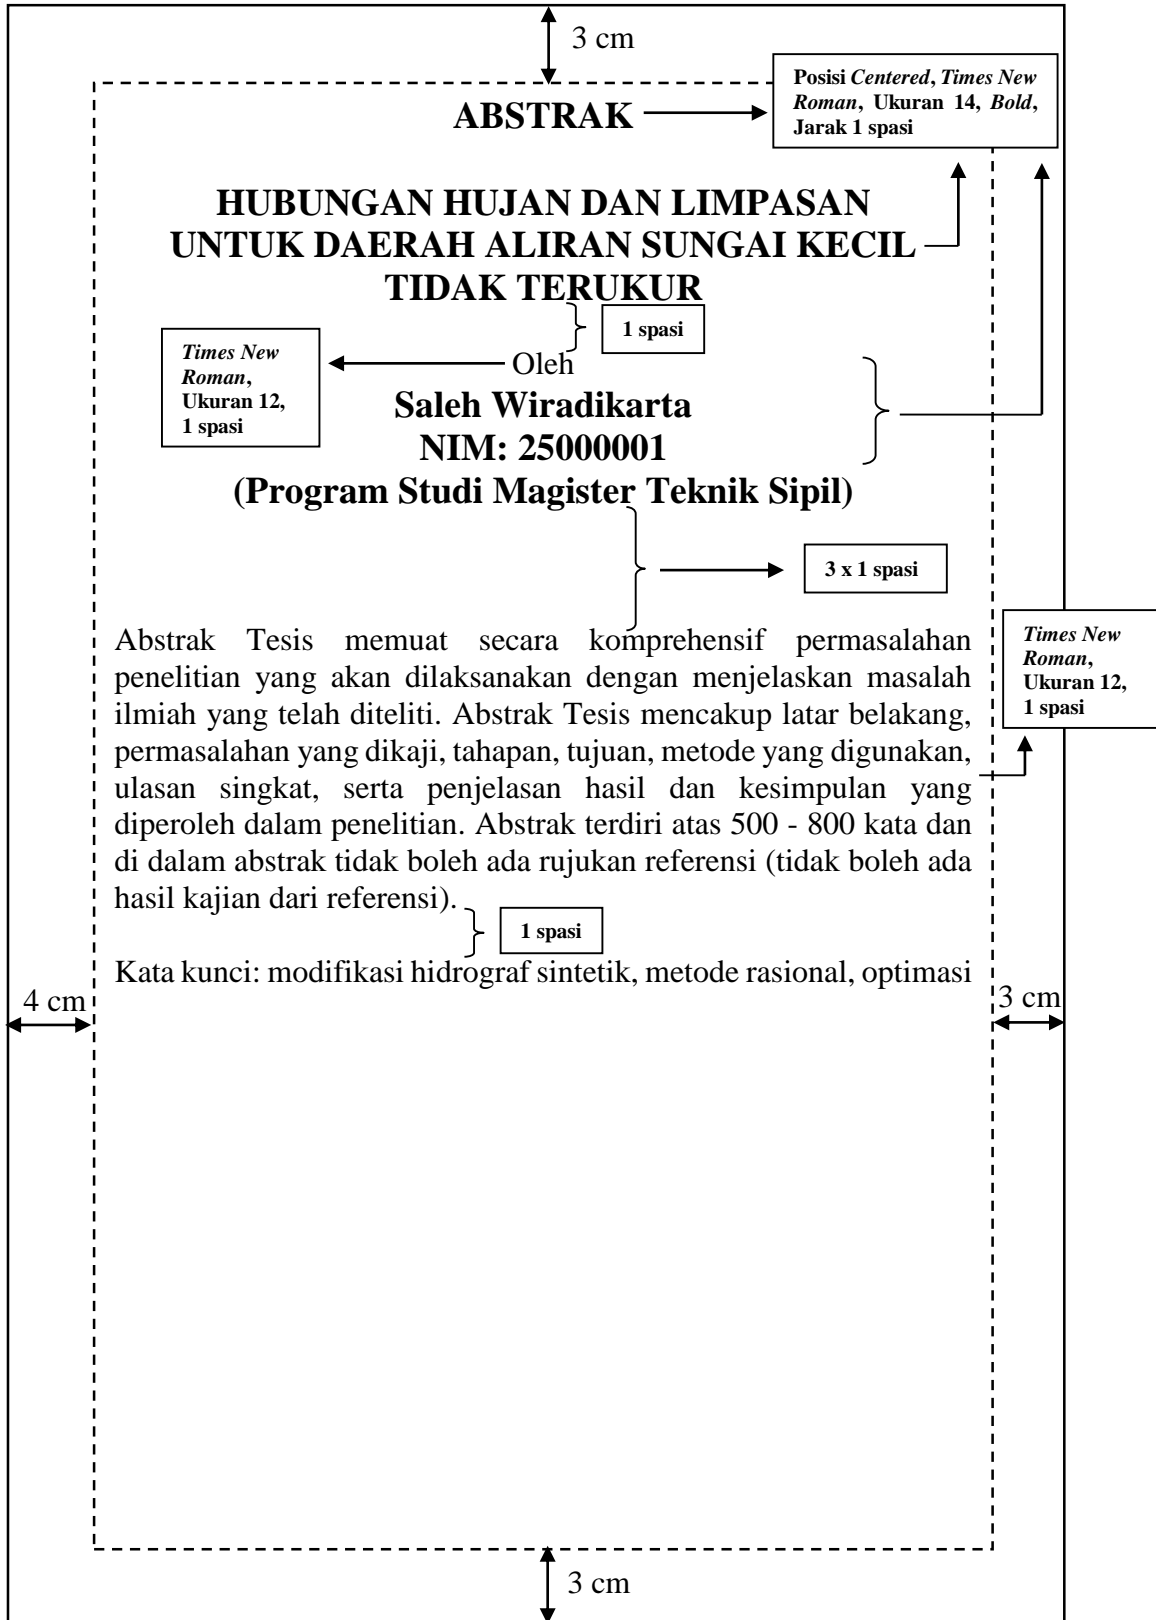 3 cm
Posisi Centered, Times New
Roman, Ukuran 14, Bold,
Jarak 1 spasi
ABSTRAK
HUBUNGAN HUJAN DAN LIMPASAN
UNTUK DAERAH ALIRAN SUNGAI KECIL
TIDAK TERUKUR
1 spasi
Times New
Roman,
Ukuran 12,
1 spasi
Oleh
Saleh Wiradikarta
NIM: 25000001
(Program Studi Magister Teknik Sipil)
3 x 1 spasi
Abstrak Tesis memuat secara komprehensif permasalahan
penelitian yang akan dilaksanakan dengan menjelaskan masalah
ilmiah yang telah diteliti. Abstrak Tesis mencakup latar belakang,
permasalahan yang dikaji, tahapan, tujuan, metode yang digunakan,
ulasan singkat, serta penjelasan hasil dan kesimpulan yang
diperoleh dalam penelitian. Abstrak terdiri atas 500 - 800 kata dan
di dalam abstrak tidak boleh ada rujukan referensi (tidak boleh ada
hasil kajian dari referensi).
Times New
Roman,
Ukuran 12,
1 spasi
1 spasi
Kata kunci: modifikasi hidrograf sintetik, metode rasional, optimasi
4 cm
3 cm
3 cm